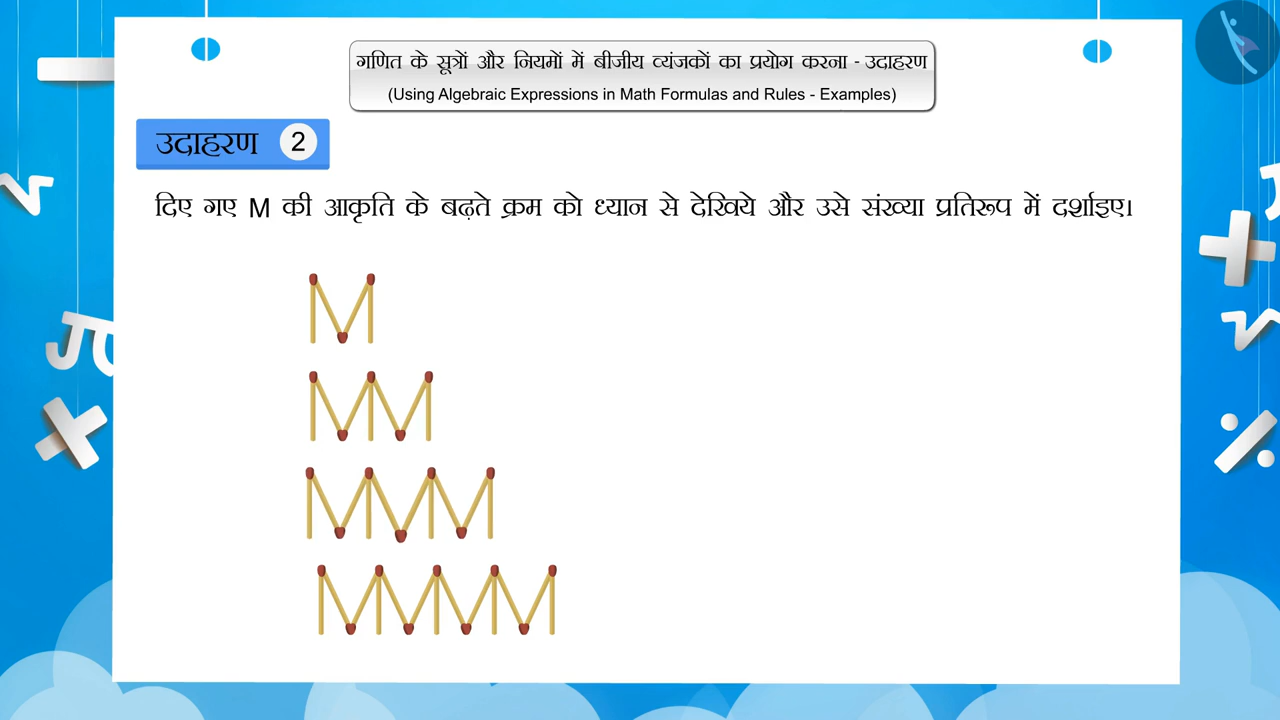 गणित के सूत्रों और नियमों में बीजीय व्यंजकों का प्रयोग करना - उदाहरण
(Using Algebraic Expressions in Math Formulas and Rules - Examples)
उदाहरण 2
दिए गए M की आकृति के बढ़ते क्रम को ध्यान से देखिये और उसे संख्या प्रतिरूप में दर्शाइए।